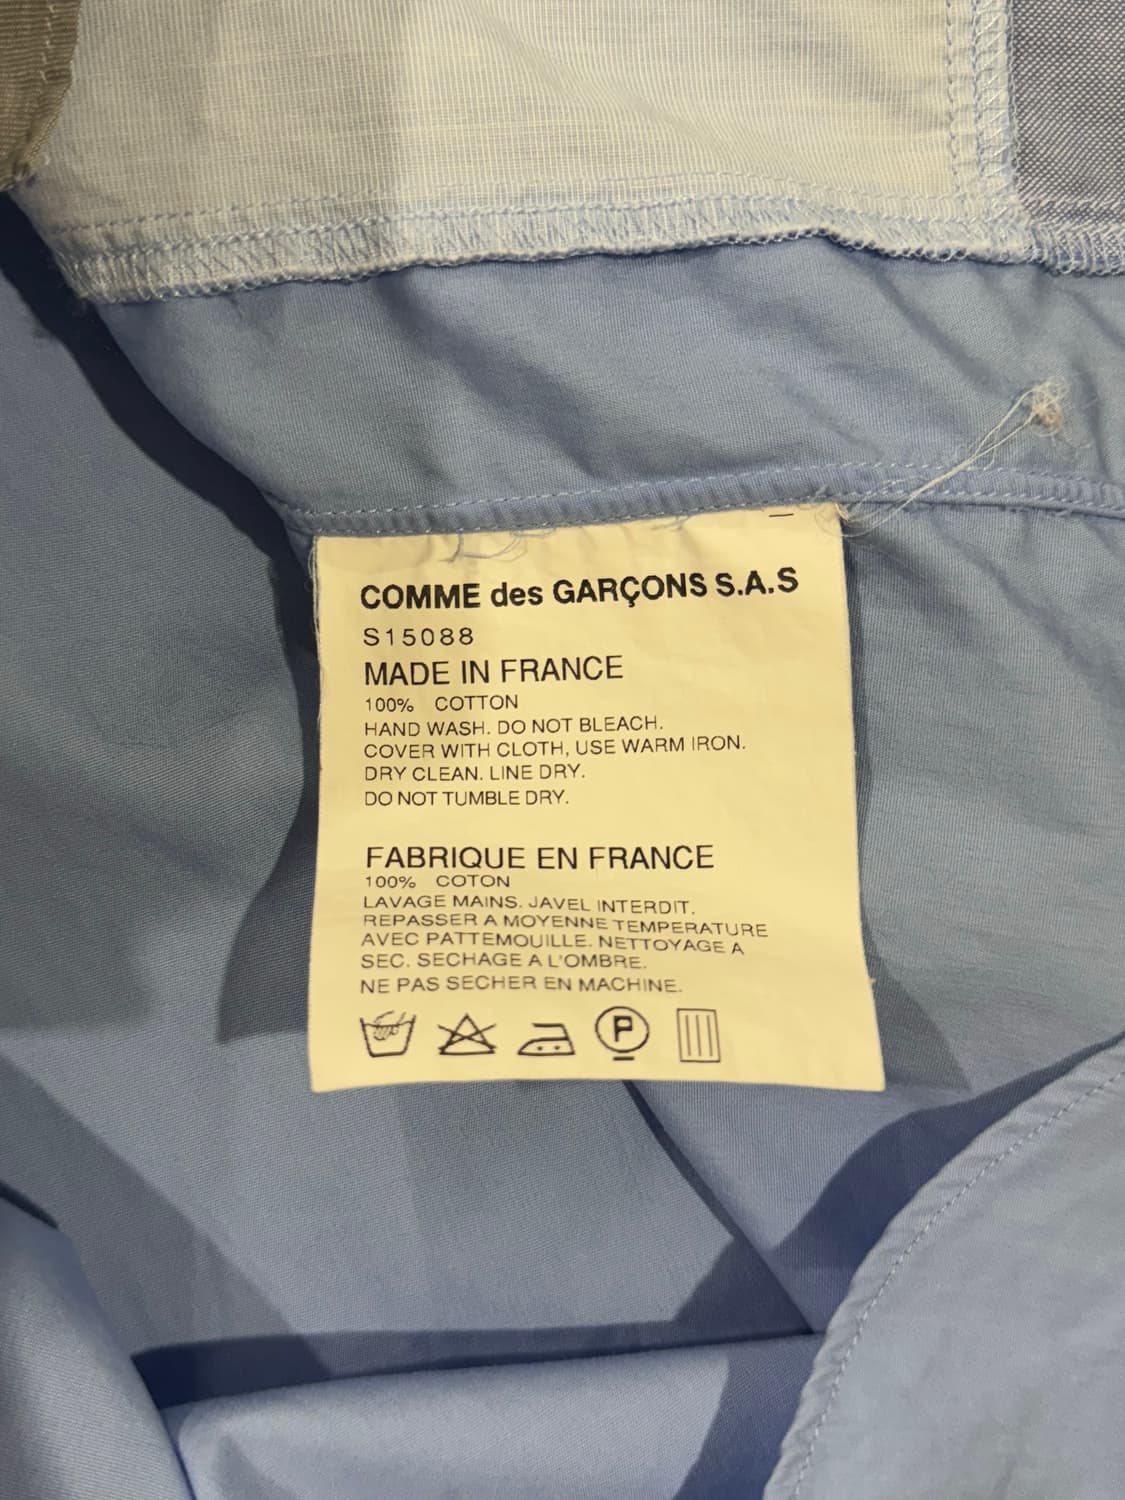 COMME des GARÇONS S.A.S
S15088
MADE IN FRANCE
100% COTTON
HAND WASH. DO NOT BLEACH.
COVER WITH CLOTH, USE WARM IRON.
DRY CLEAN. LINE DRY.
DO NOT TUMBLE DRY.
FABRIQUE EN FRANCE
100% COTON
LAVAGE MAINS. JAVEL INTERDIT.
REPASSER A MOYENNE TEMPERATURE
AVEC PATTEMOUILLE. NETTOYAGE A
SEC. SECHAGE A L'OMBRE.
NE PAS SECHER EN MACHINE.
P